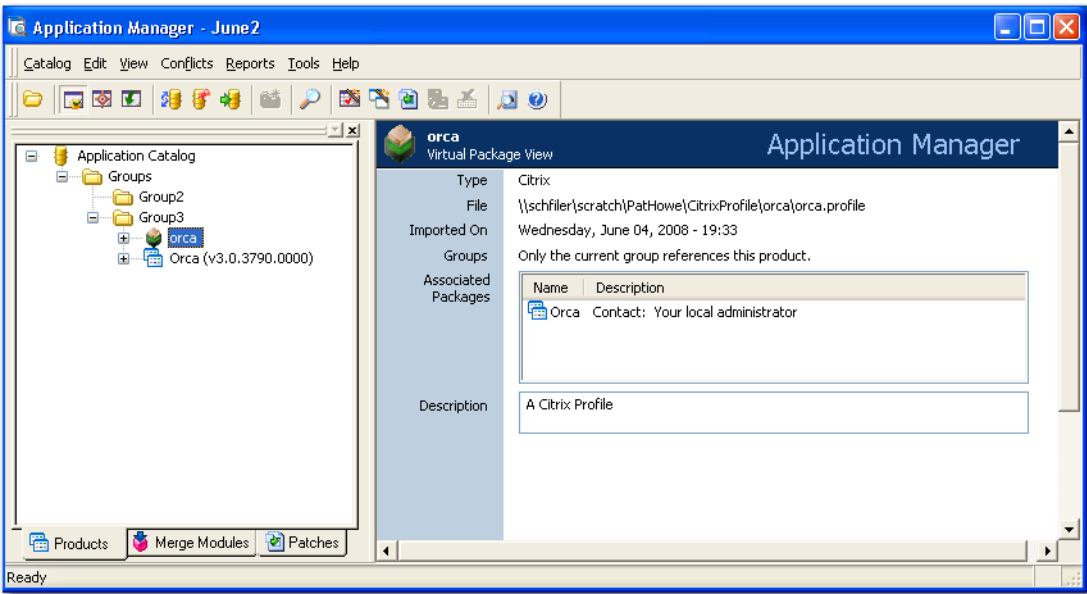 Application Manager - June2
Catalog Edit View Conflicts Reports Tools Help
Application Catalog
Groups
Group2
Group3
orca
Orca (v3.0.3790.0000)
Products Merge Modules Patches
orca
Virtual Package View
Application Manager
Type Citrix
File \\schfiler\scratch\PatHowe\CitrixProfile\orca\orca.profile
Imported On Wednesday, June 04, 2008 - 19:33
Groups Only the current group references this product.
Associated
Packages
Name Description
Orca Contact: Your local administrator
Description A Citrix Profile
Ready